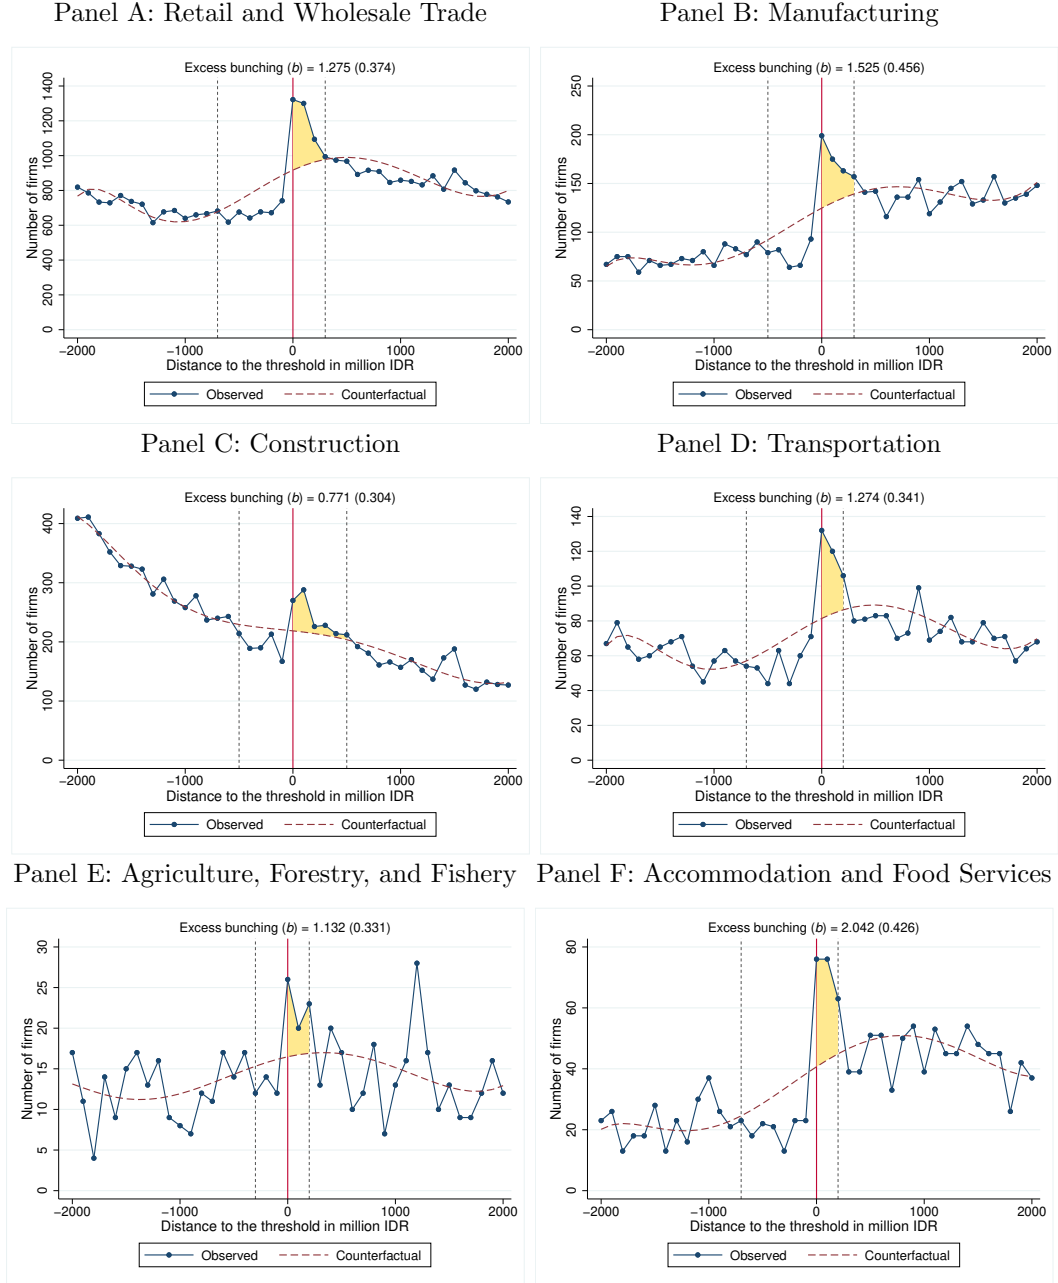 Panel A: Retail and Wholesale Trade
Excess bunching (b) = 1.275 (0.374)
Number of firms
0
200
400
600
800
1000
1200
1400
−2000
−1000
0
1000
2000
Distance to the threshold in million IDR
Observed
Counterfactual
Panel B: Manufacturing
Excess bunching (b) = 1.525 (0.456)
Number of firms
0
50
100
150
200
250
−2000
−1000
0
1000
2000
Distance to the threshold in million IDR
Observed
Counterfactual
Panel C: Construction
Excess bunching (b) = 0.771 (0.304)
Number of firms
0
100
200
300
400
−2000
−1000
0
1000
2000
Distance to the threshold in million IDR
Observed
Counterfactual
Panel D: Transportation
Excess bunching (b) = 1.274 (0.341)
Number of firms
0
20
40
60
80
100
120
140
−2000
−1000
0
1000
2000
Distance to the threshold in million IDR
Observed
Counterfactual
Panel E: Agriculture, Forestry, and Fishery
Excess bunching (b) = 1.132 (0.331)
Number of firms
0
5
10
15
20
25
30
−2000
−1000
0
1000
2000
Distance to the threshold in million IDR
Observed
Counterfactual
Panel F: Accommodation and Food Services
Excess bunching (b) = 2.042 (0.426)
Number of firms
0
20
40
60
80
−2000
−1000
0
1000
2000
Distance to the threshold in million IDR
Observed
Counterfactual